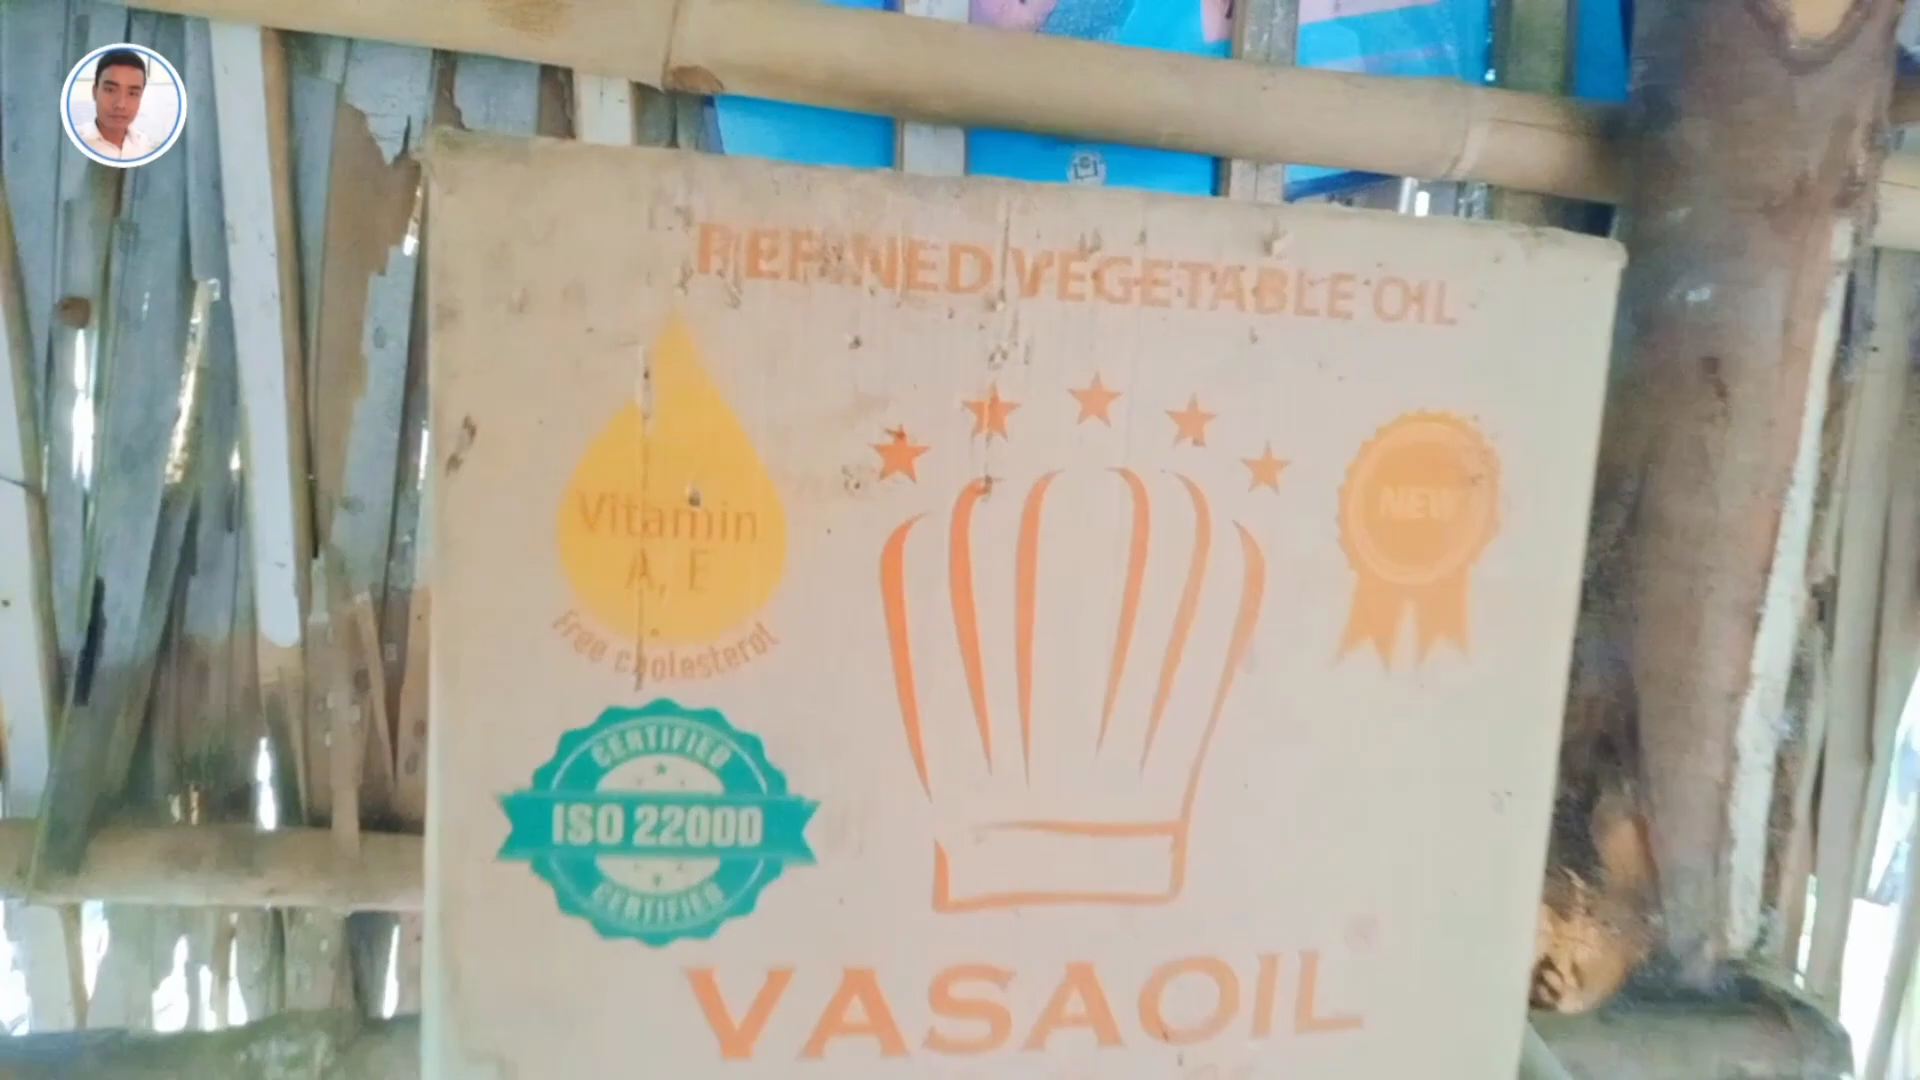 REFINED VEGETABLE OIL
Vitamin
A, E
free cholesterol
NEW
CERTIFIED
ISO 22000
CERTIFIED
VASAOIL